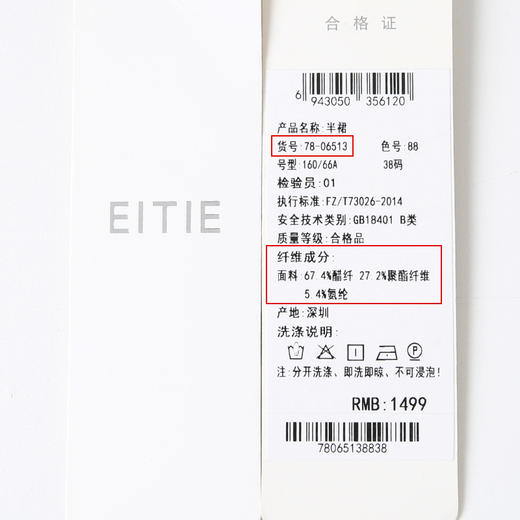 EITIE
合格证
6 943050 356120
产品名称:半裙
货号:78-06513 色号:88
号型:160/66A 38码
检验员:01
执行标准:FZ/T73026-2014
安全技术类别:GB18401 B类
质量等级:合格品
纤维成分:
面料:67.4%醋纤 27.2%聚酯纤维
5.4%氨纶
产地:深圳
洗涤说明:
注:分开洗涤、即洗即晾、不可浸泡!
RMB:1499
78065138838